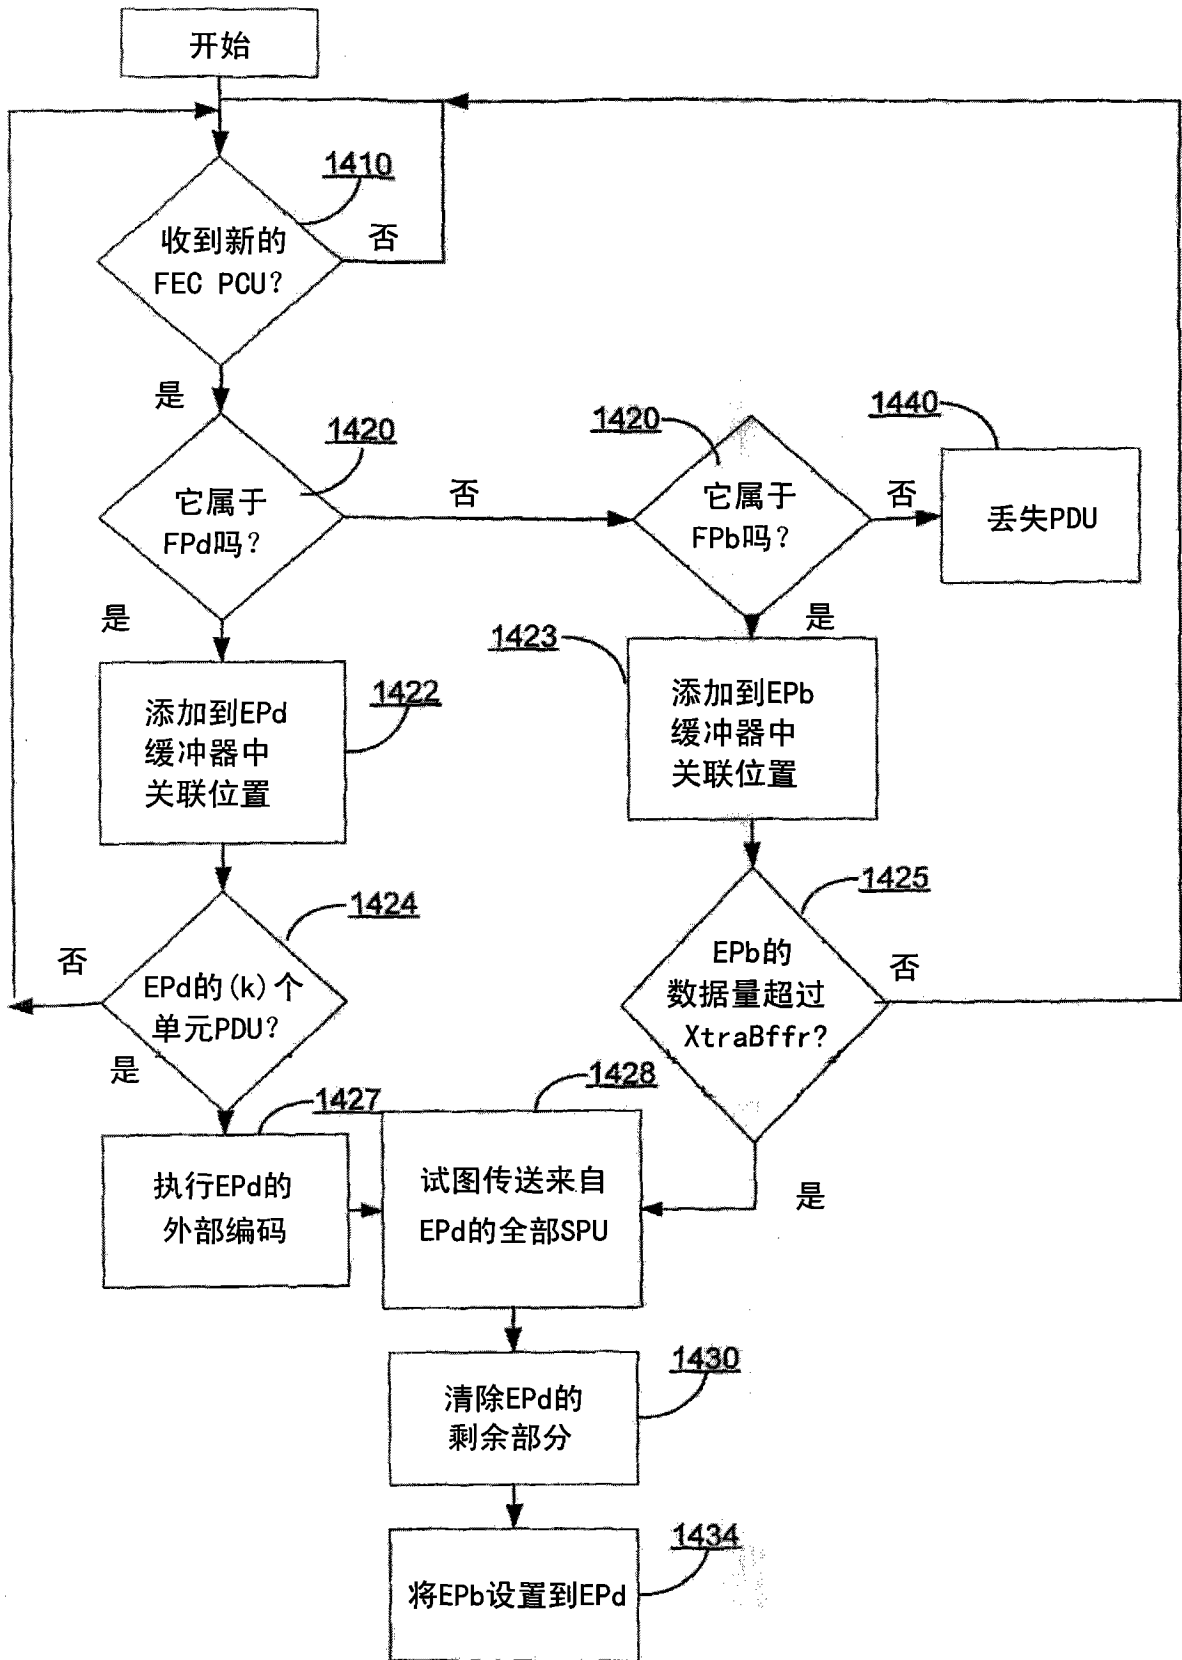 开始
1410
收到新的
FEC PCU?
否
是
1420
它属于
FPd吗?
否
1420
它属于
FPb吗?
否
1440
丢失PDU
是
是
1422
添加到EPd
缓冲器中
关联位置
1423
添加到EPb
缓冲器中
关联位置
1424
EPd的(k)个
单元PDU?
否
是
1425
EPb的
数据量超过
XtraBffr?
否
是
1427
执行EPd的
外部编码
1428
试图传送来自
EPd的全部SPU
1430
清除EPd的
剩余部分
1434
将EPb设置到EPd